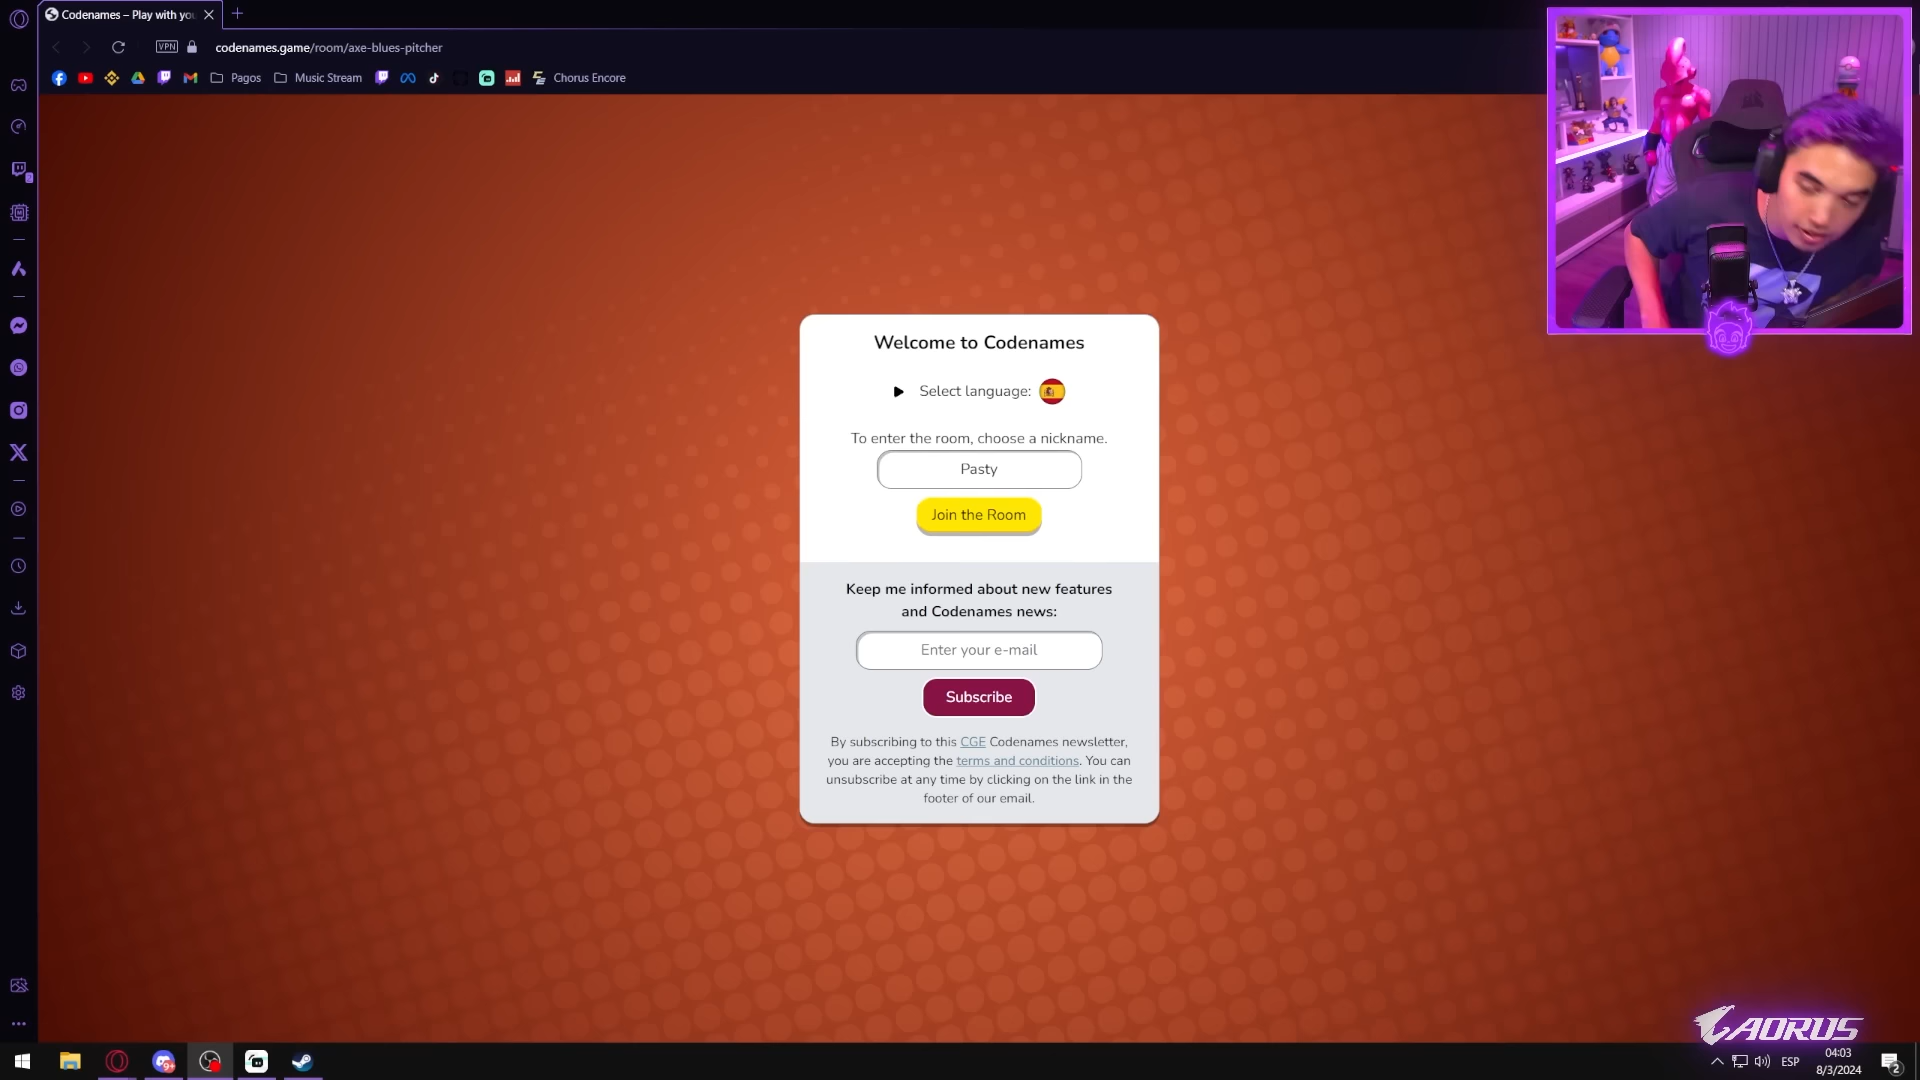 Codenames – Play with yo
VPN
codenames.game/room/axe-blues-pitcher
Pagos
Music Stream
Chorus Encore
Welcome to Codenames
Select language:
To enter the room, choose a nickname.
Pasty
Join the Room
Keep me informed about new features
and Codenames news:
Enter your e-mail
Subscribe
By subscribing to this CGE Codenames newsletter,
you are accepting the terms and conditions. You can
unsubscribe at any time by clicking on the link in the
footer of our email.
AORUS
9+
ESP
04:03
8/3/2024
2